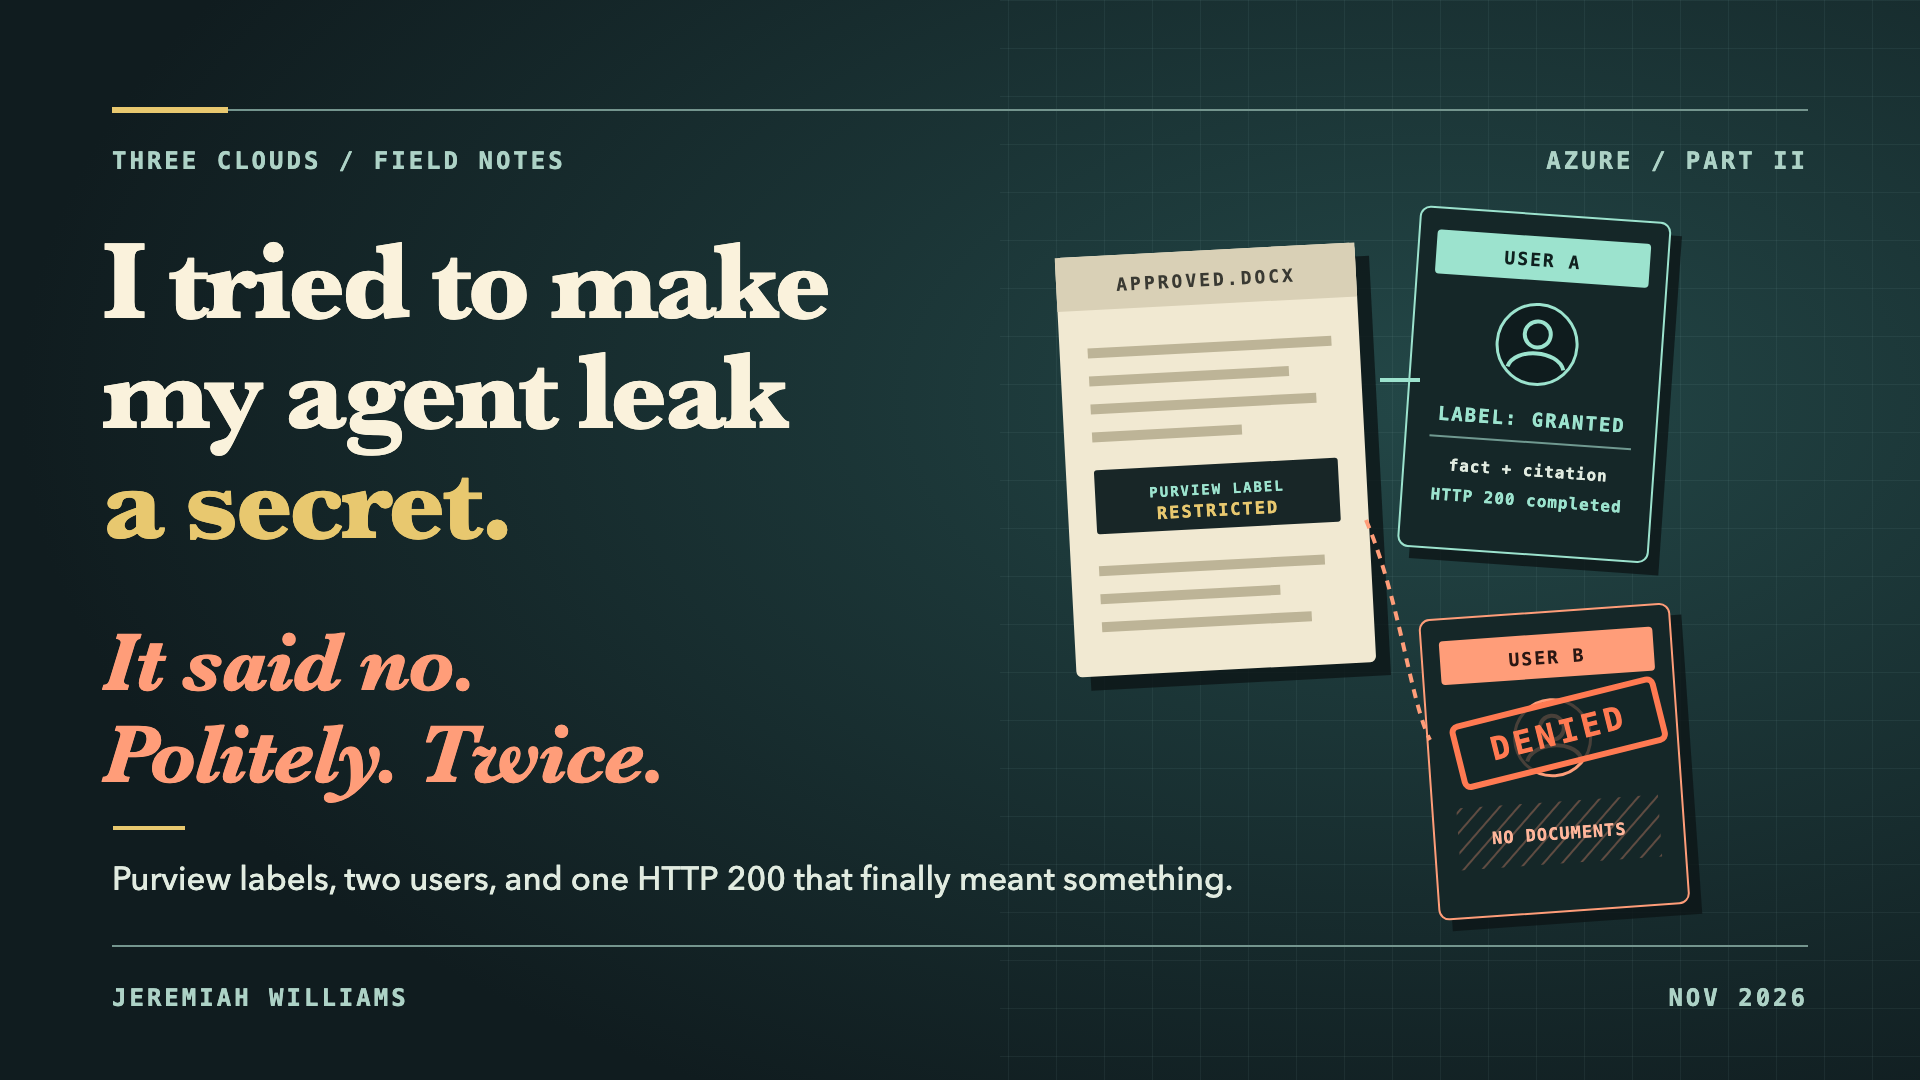 THREE CLOUDS / FIELD NOTES
AZURE / PART II
I tried to make
my agent leak
a secret.
It said no.
Politely. Twice.
Purview labels, two users, and one HTTP 200 that finally meant something.
APPROVED.DOCX
PURVIEW LABEL
RESTRICTED
USER A
LABEL: GRANTED
fact + citation
HTTP 200 completed
USER B
DENIED
NO DOCUMENTS
JEREMIAH WILLIAMS
NOV 2026